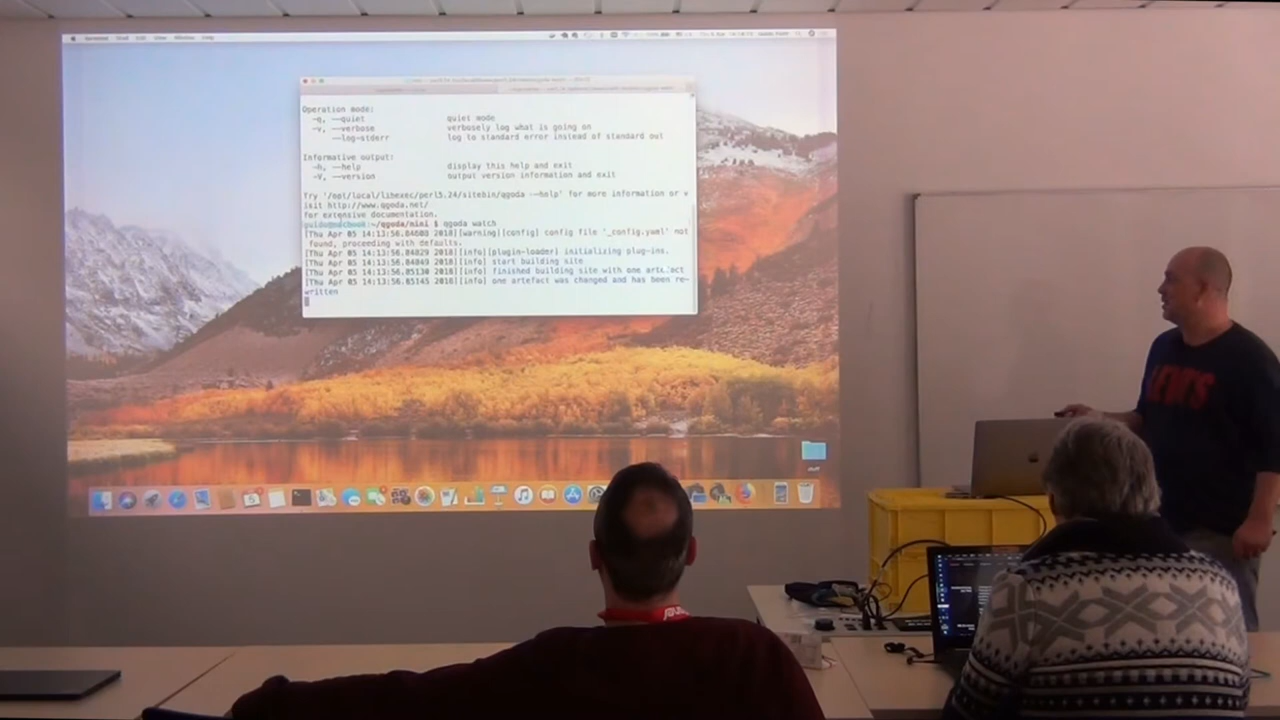 Operation mode:
-q, --quiet quiet mode
-v, --verbose verbosely log what is going on
--log-stderr log to standard error instead of standard out
Informative output:
-h, --help display this help and exit
-V, --version output version information and exit
Try '/opt/local/libexec/perl5.24/sitebin/qgoda --help' for more information or v
isit http://www.qgoda.net/
for extensive documentation.
guido@macbook:~/qgoda/mini $ qgoda watch
[Thu Apr 05 14:13:56.84608 2018][warning][config] config file '_config.yaml' not
found, proceeding with defaults.
[Thu Apr 05 14:13:56.84829 2018][info][plugin-loader] initializing plug-ins.
[Thu Apr 05 14:13:56.84849 2018][info] start building site
[Thu Apr 05 14:13:56.85130 2018][info] finished building site with one artefact
[Thu Apr 05 14:13:56.85145 2018][info] one artefact was changed and has been re-
written
LEVI'S